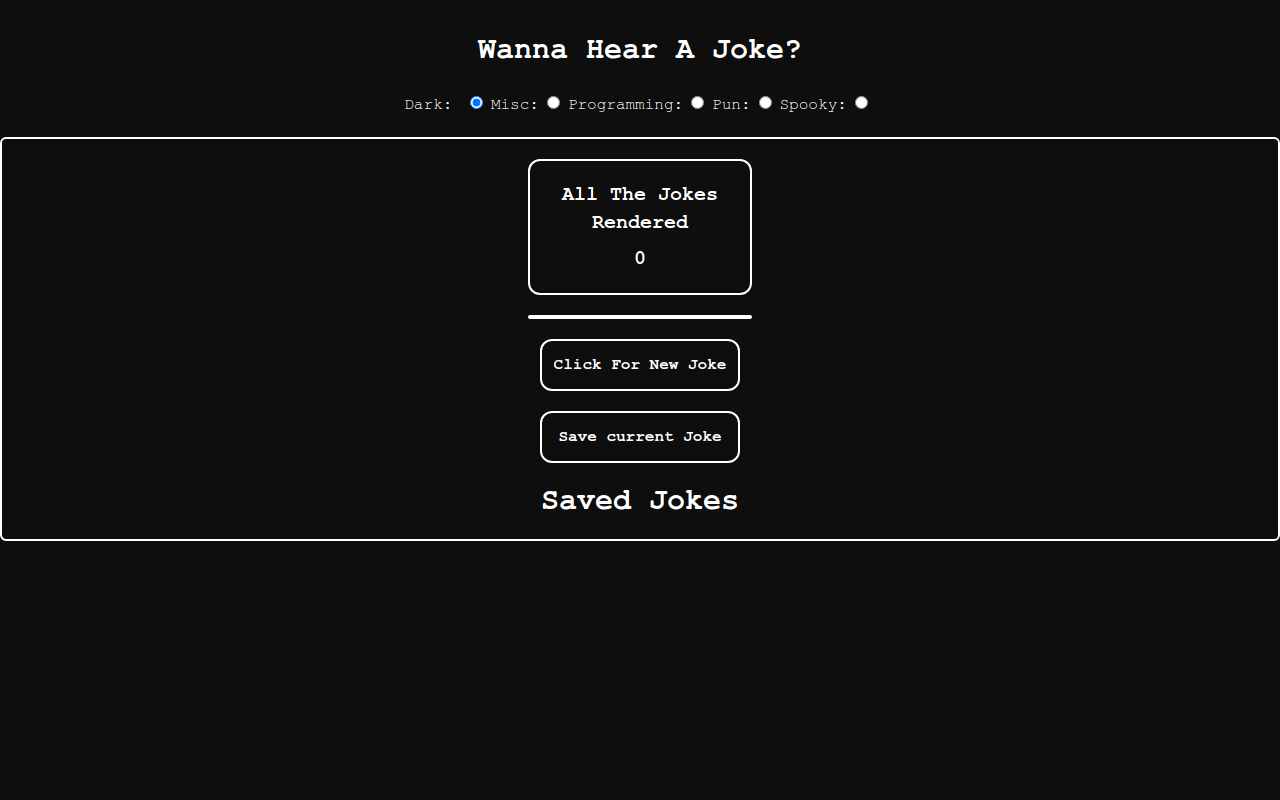 Wanna Hear A Joke?
Dark: Misc: Programming: Pun: Spooky:
All The Jokes
Rendered
0
Click For New Joke
Save current Joke
Saved Jokes